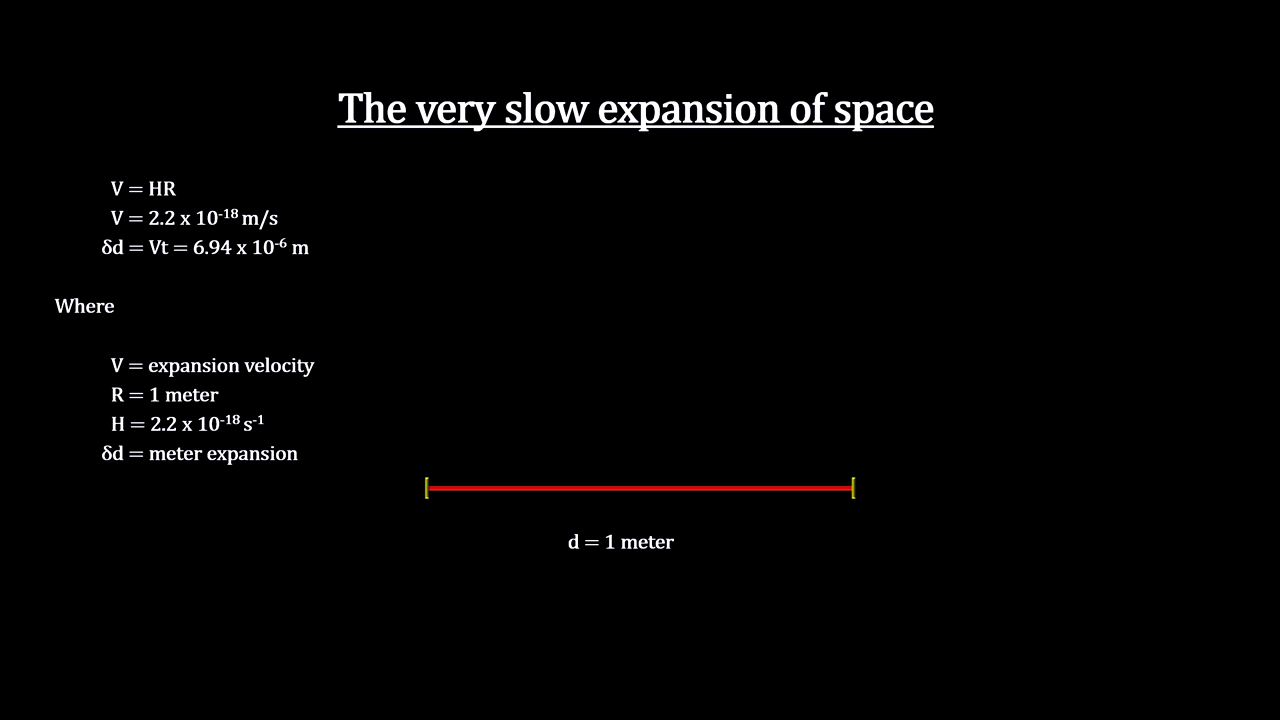 The very slow expansion of space
V = HR
V = 2.2 x 10⁻¹⁸ m/s
δd = Vt = 6.94 x 10⁻⁶ m
Where
V = expansion velocity
R = 1 meter
H = 2.2 x 10⁻¹⁸ s⁻¹
δd = meter expansion
d = 1 meter